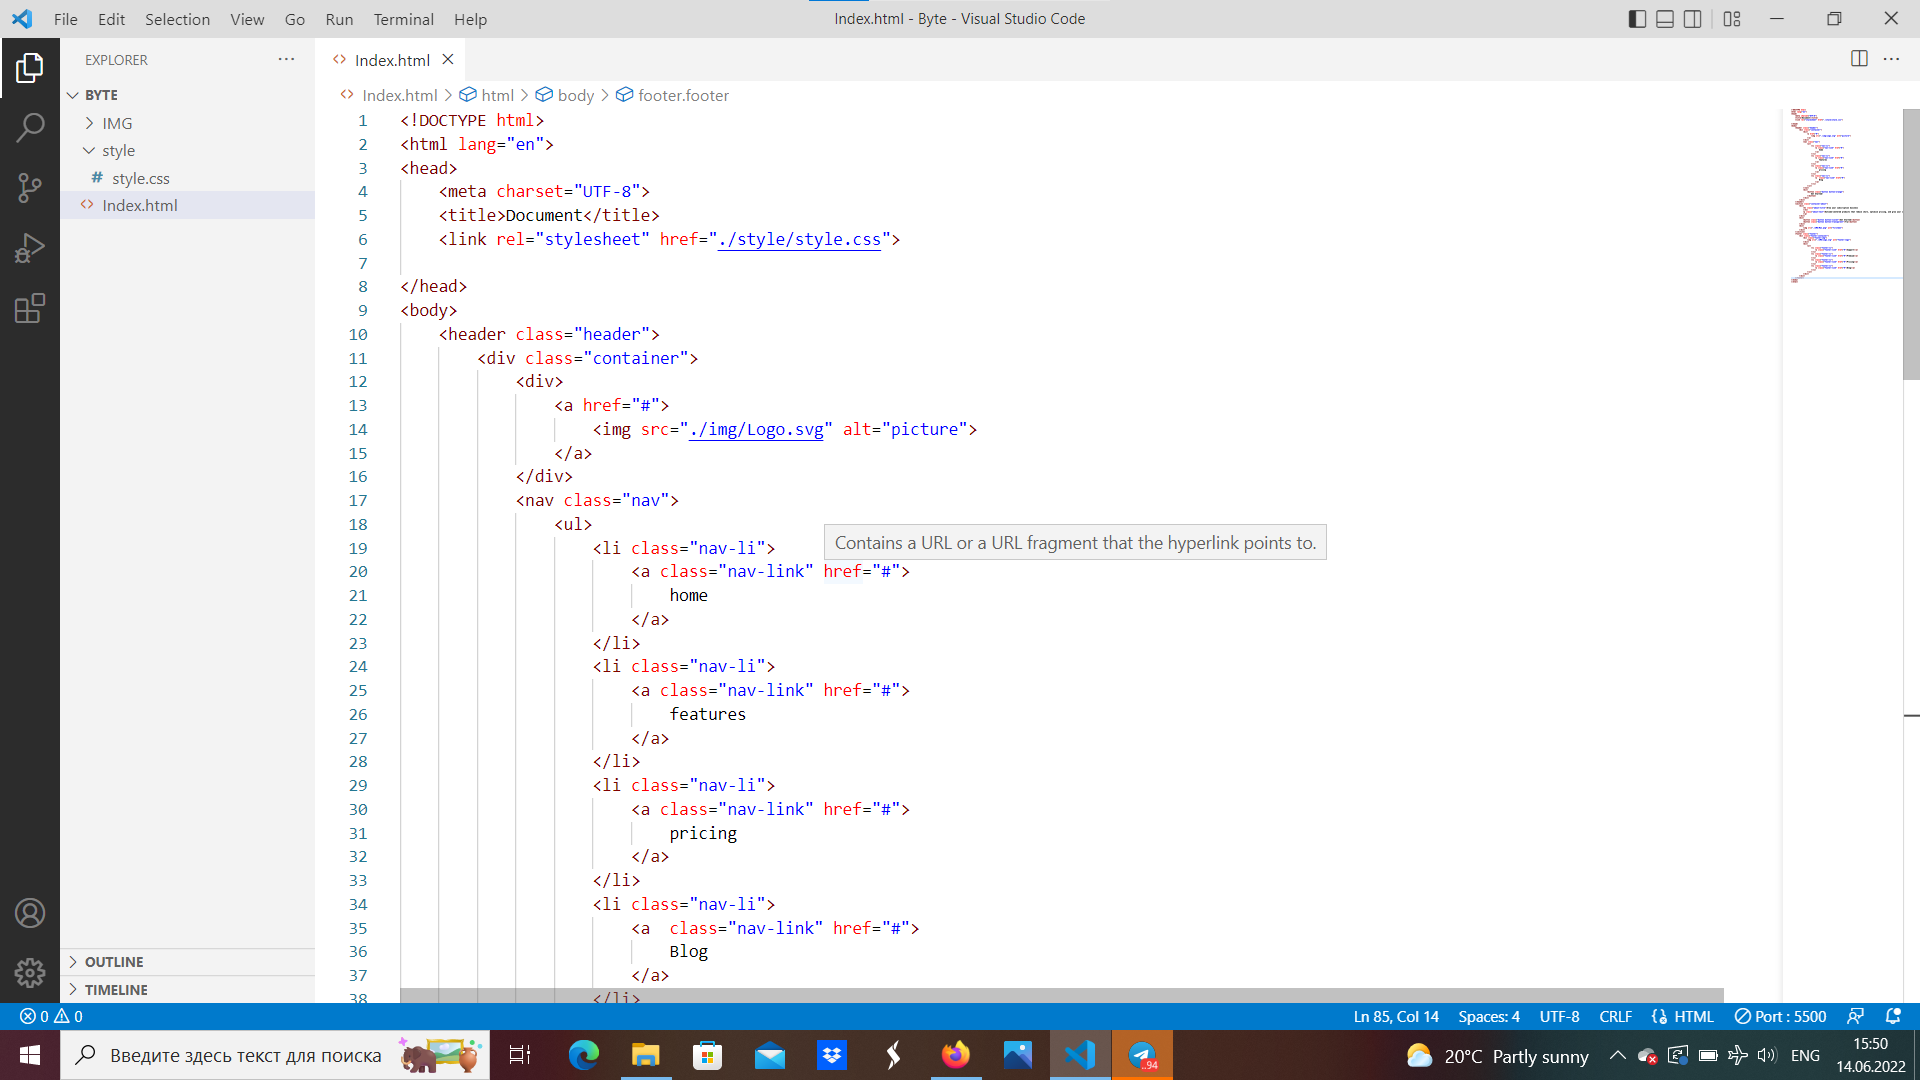 File Edit Selection View Go Run Terminal Help
Index.html - Byte - Visual Studio Code
EXPLORER
BYTE
IMG
style
# style.css
<> Index.html
OUTLINE
TIMELINE
<> Index.html
<> Index.html > html > body > footer.footer
1 <!DOCTYPE html>
2 <html lang="en">
3 <head>
4 <meta charset="UTF-8">
5 <title>Document</title>
6 <link rel="stylesheet" href="./style/style.css">
7
8 </head>
9 <body>
10 <header class="header">
11 <div class="container">
12 <div>
13 <a href="#">
14 <img src="./img/Logo.svg" alt="picture">
15 </a>
16 </div>
17 <nav class="nav">
18 <ul>
19 <li class="nav-li">
Contains a URL or a URL fragment that the hyperlink points to.
20 <a class="nav-link" href="#">
21 home
22 </a>
23 </li>
24 <li class="nav-li">
25 <a class="nav-link" href="#">
26 features
27 </a>
28 </li>
29 <li class="nav-li">
30 <a class="nav-link" href="#">
31 pricing
32 </a>
33 </li>
34 <li class="nav-li">
35 <a  class="nav-link" href="#">
36 Blog
37 </a>
38 </li>
0 0
Ln 85, Col 14 Spaces: 4 UTF-8 CRLF HTML Port : 5500
Введите здесь текст для поиска
..94
20°C Partly sunny
ENG
15:50
14.06.2022